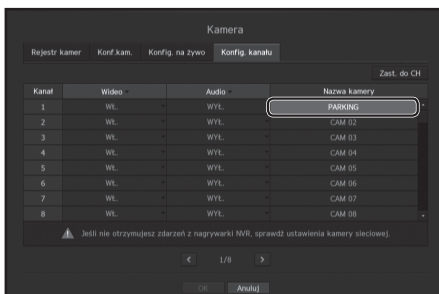 Kamera
Rejestr kamer Konf.kam. Konfig. na żywo Konfig. kanału
Zast. do CH
Kanał Wideo Audio Nazwa kamery
1 WŁ. WYŁ. PARKING
2 WŁ. WYŁ. CAM 02
3 WŁ. WYŁ. CAM 03
4 WŁ. WYŁ. CAM 04
5 WŁ. WYŁ. CAM 05
6 WŁ. WYŁ. CAM 06
7 WŁ. WYŁ. CAM 07
8 WŁ. WYŁ. CAM 08
Jeśli nie otrzymujesz zdarzeń z nagrywarki NVR, sprawdź ustawienia kamery sieciowej.
< 1/8 >
OK Anuluj